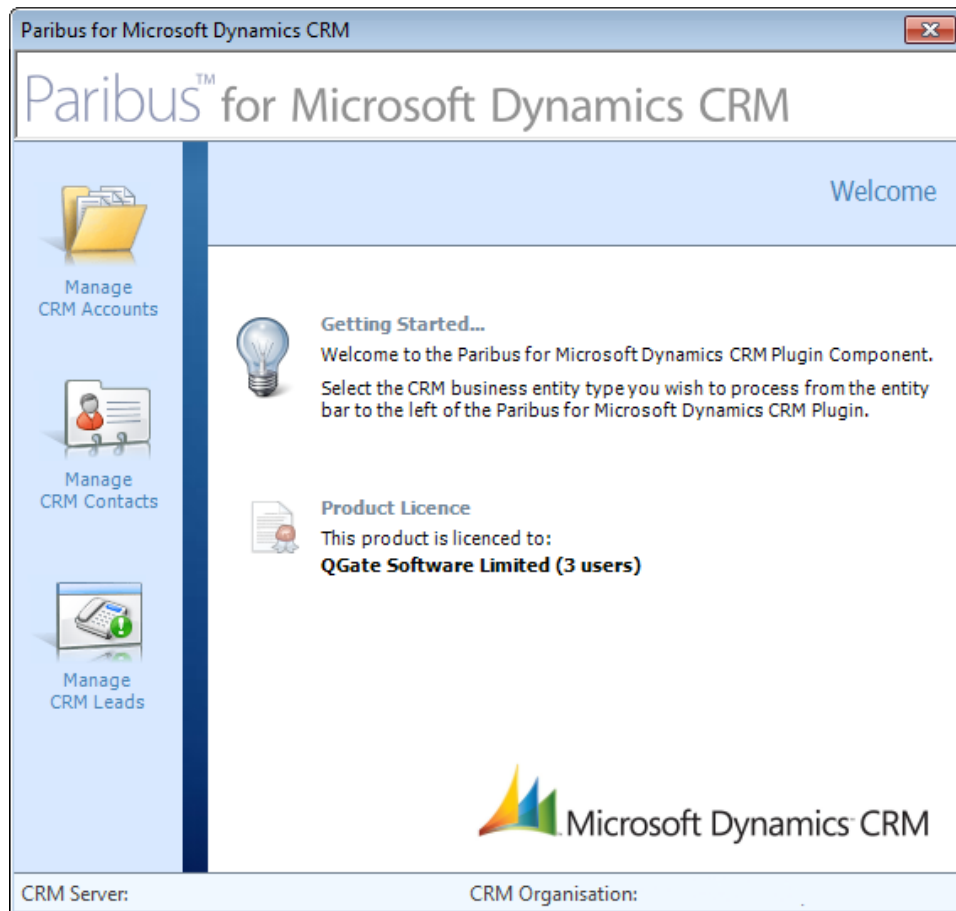 Paribus for Microsoft Dynamics CRM
Paribus™ for Microsoft Dynamics CRM
Welcome
Manage
CRM Accounts
Manage
CRM Contacts
Manage
CRM Leads
Getting Started...
Welcome to the Paribus for Microsoft Dynamics CRM Plugin Component.
Select the CRM business entity type you wish to process from the entity
bar to the left of the Paribus for Microsoft Dynamics CRM Plugin.
Product Licence
This product is licenced to:
QGate Software Limited (3 users)
Microsoft Dynamics CRM
CRM Server:
CRM Organisation: